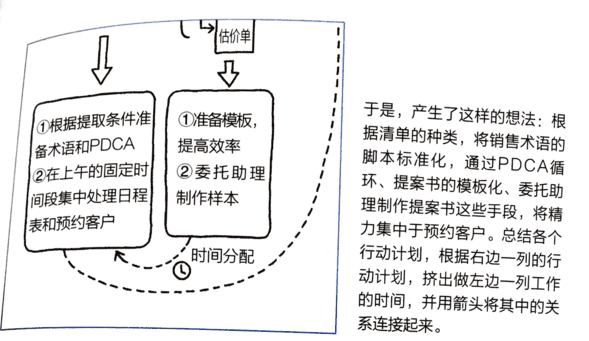 估价单
①根据提取条件准
备术语和PDCA
②在上午的固定时
间段集中处理日程
表和预约客户
①准备模板，
提高效率
②委托助理
制作样本
时间分配
于是，产生了这样的想法：根
据清单的种类，将销售术语的
脚本标准化，通过PDCA循
环、提案书的模板化、委托助
理制作提案书这些手段，将精
力集中于预约客户。总结各个
行动计划，根据右边一列的行
动计划，挤出做左边一列工作
的时间，并用箭头将其中的关
系连接起来。